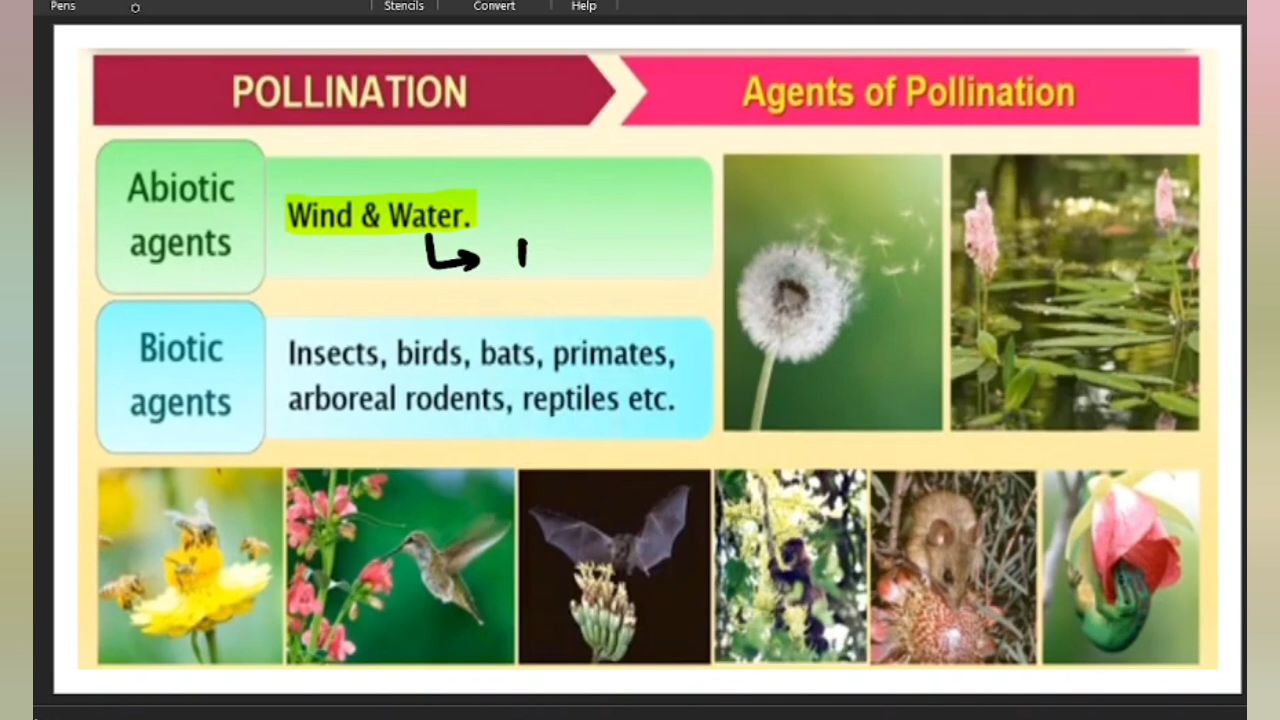 Pens Stencils Convert Help
POLLINATION
Agents of Pollination
Abiotic
agents
Wind & Water.
Biotic
agents
Insects, birds, bats, primates,
arboreal rodents, reptiles etc.